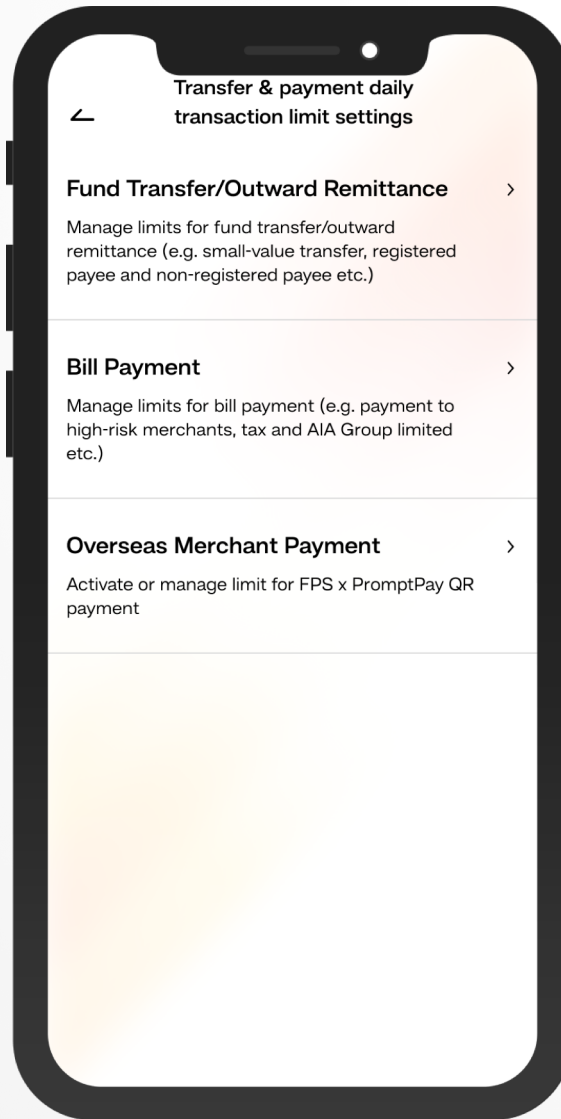 Transfer & payment daily
transaction limit settings
Fund Transfer/Outward Remittance
Manage limits for fund transfer/outward
remittance (e.g. small-value transfer, registered
payee and non-registered payee etc.)
Bill Payment
Manage limits for bill payment (e.g. payment to
high-risk merchants, tax and AIA Group limited
etc.)
Overseas Merchant Payment
Activate or manage limit for FPS x PromptPay QR
payment